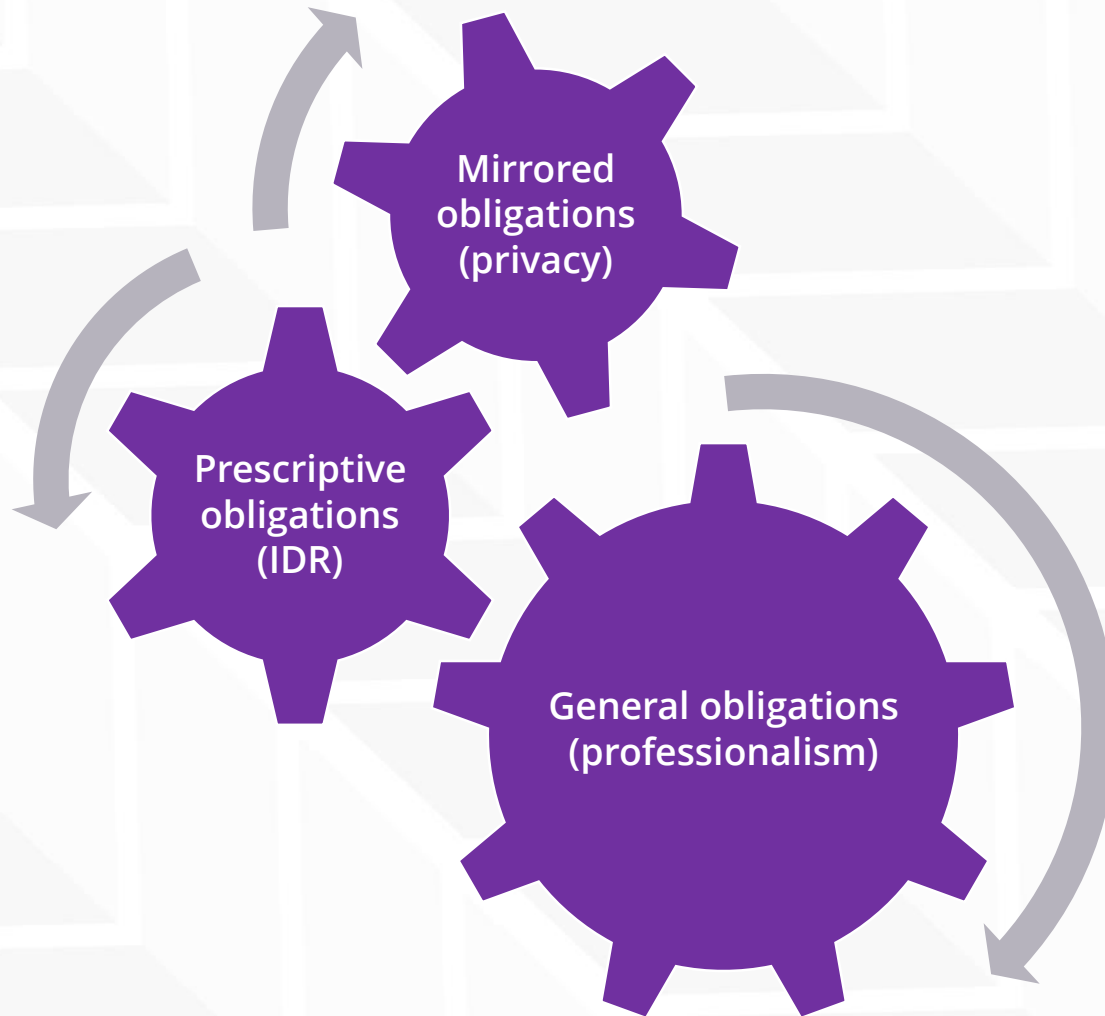 Mirrored
obligations
(privacy)
Prescriptive
obligations
(IDR)
General obligations
(professionalism)